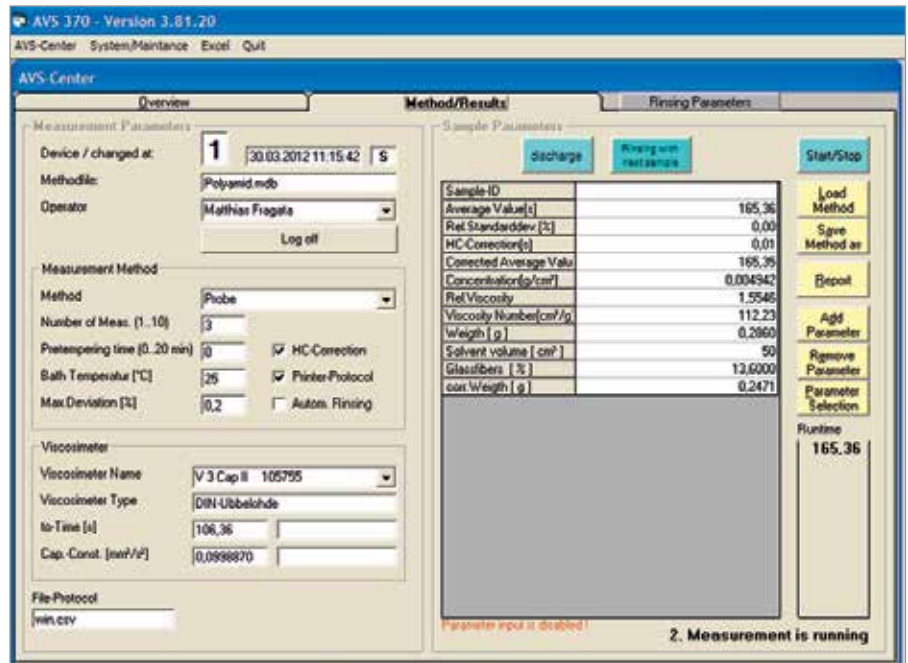 AVS 370 - Version 3.81.20
AVS-Center System/Maintance Excel Quit
AVS-Center
Overview Method/Results Rinsing Parameters
Measurement Parameters
Device / changed at: 1 30.03.2012 11:15:42 S
Methodfile: Polyamid.mdb
Operator Matthias Fragata
Log off
Measurement Method
Method Probe
Number of Meas. (1..10) 3
Pretempering time (0..20 min) 0 HC-Correction
Bath Temperatur [°C] 25 Printer-Protocol
Max.Deviation [%] 0,2 Autom. Rinsing
Viscosimeter
Viscosimeter Name V 3 Cap II 105755
Viscosimeter Type DIN-Ubbelohde
to-Time [s] 106,36
Cap.-Const. [mm²/s²] 0,0998870
File-Protocol
win.csv
Sample Parameters
discharge Rinsing with next sample Start/Stop
Sample-ID
Average Value[s] 165,36
Rel.Standarddev.[%] 0,00
HC-Correction[s] 0,01
Corrected Average Valu 165,35
Concentration[g/cm³] 0,004942
Rel.Viscosity 1,5546
Viscosity Number[cm³/g 112,23
Weigth [ g ] 0,2860
Solvent volume [ cm³ ] 50
Glassfibers [ % ] 13,6000
corr.Weigth [ g ] 0,2471
Load
Method
Save
Method as
Report
Add
Parameter
Remove
Parameter
Parameter
Selection
Runtime
165,36
Parameter input is disabled !
2. Measurement is running